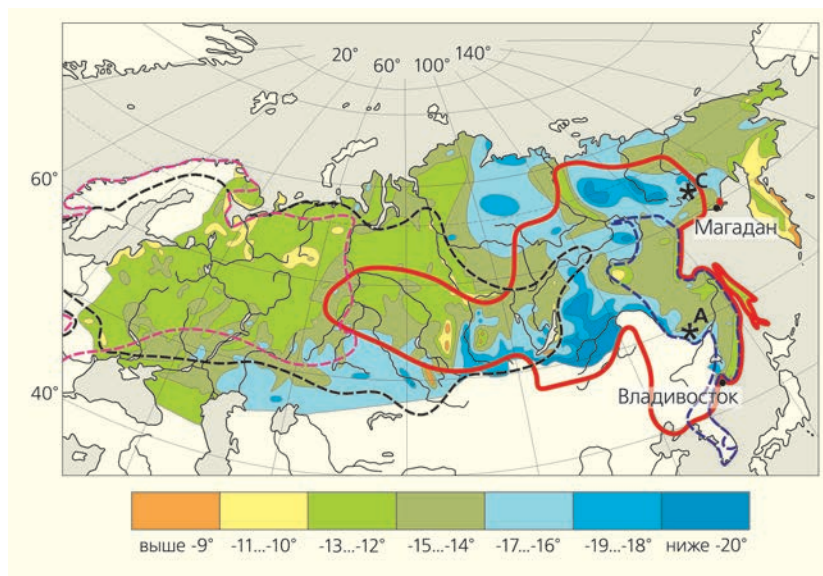 20° 60° 100° 140°
60°
С
Магадан
А
Владивосток
40°
выше -9° -11...-10° -13...-12° -15...-14° -17...-16° -19...-18° ниже -20°